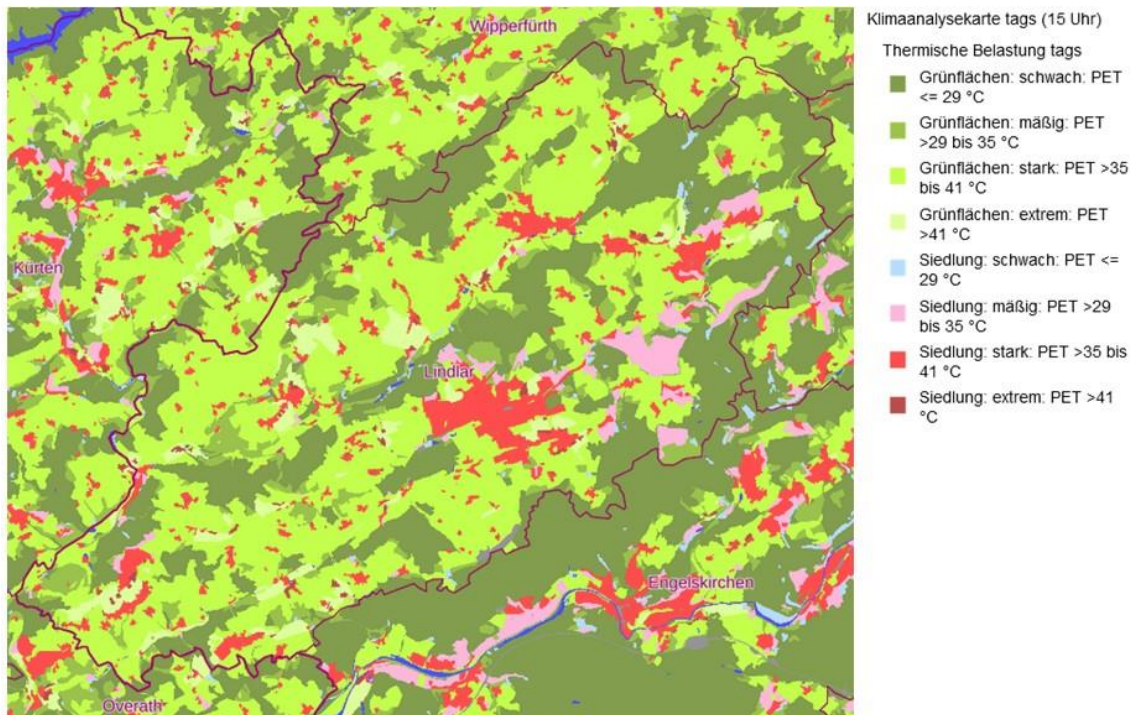 Wipperfürth
Kürten
Lindlar
Engelskirchen
Overath
Klimaanalysekarte tags (15 Uhr)
Thermische Belastung tags
Grünflächen: schwach: PET
<= 29 °C
Grünflächen: mäßig: PET
>29 bis 35 °C
Grünflächen: stark: PET >35
bis 41 °C
Grünflächen: extrem: PET
>41 °C
Siedlung: schwach: PET <=
29 °C
Siedlung: mäßig: PET >29
bis 35 °C
Siedlung: stark: PET >35 bis
41 °C
Siedlung: extrem: PET >41
°C